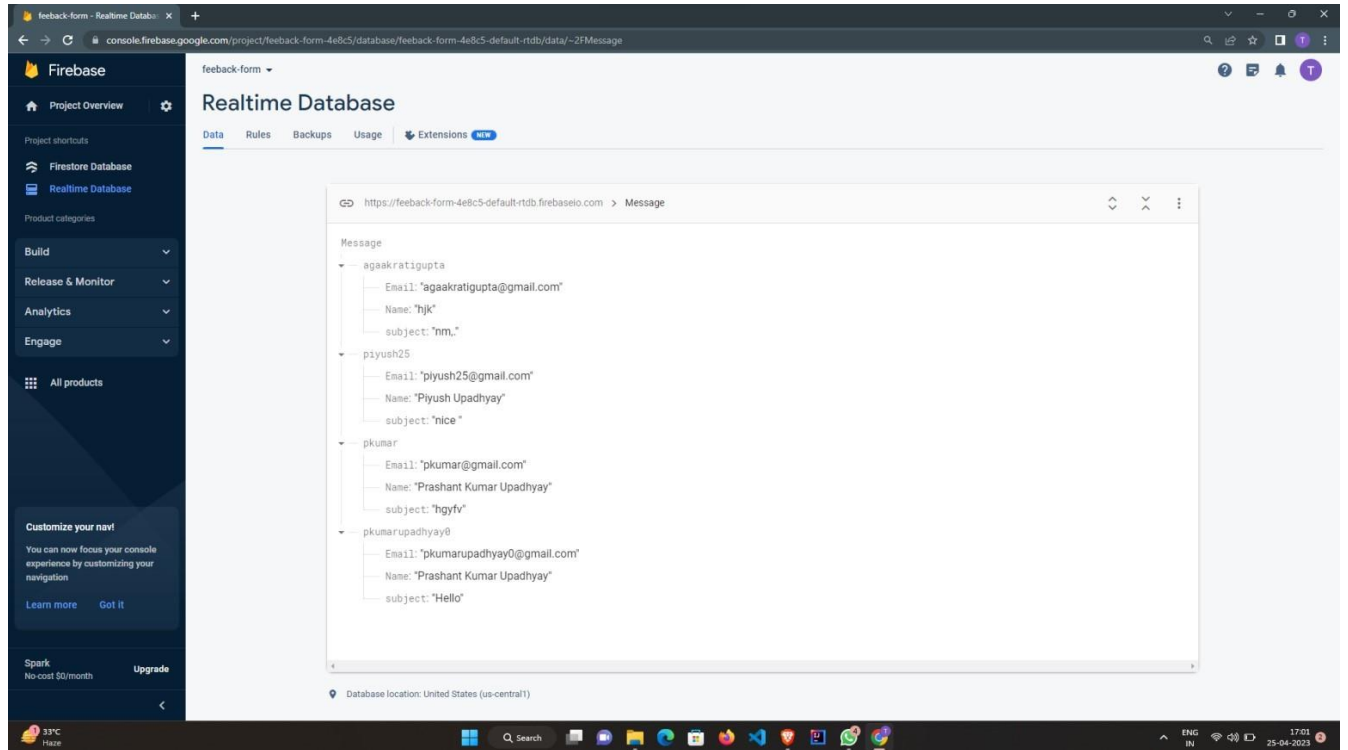 feeback-form - Realtime Databa
console.firebase.google.com/project/feeback-form-4e8c5/database/feeback-form-4e8c5-default-rtdb/data/~2FMessage
T
Firebase
feeback-form
T
Project Overview
Realtime Database
Data Rules Backups Usage Extensions NEW
Project shortcuts
Firestore Database
Realtime Database
Product categories
Build
Release & Monitor
Analytics
Engage
All products
https://feeback-form-4e8c5-default-rtdb.firebaseio.com > Message
Message
agaakratigupta
Email: "agaakratigupta@gmail.com"
Name: "hjk"
subject: "nm,."
piyush25
Email: "piyush25@gmail.com"
Name: "Piyush Upadhyay"
subject: "nice "
pkumar
Email: "pkumar@gmail.com"
Name: "Prashant Kumar Upadhyay"
subject: "hgyfv"
pkumarupadhyay0
Email: "pkumarupadhyay0@gmail.com"
Name: "Prashant Kumar Upadhyay"
subject: "Hello"
Customize your nav!
You can now focus your console
experience by customizing your
navigation
Learn more Got it
Spark
No-cost $0/month
Upgrade
Database location: United States (us-central1)
1
33°C
Haze
Search
ENG
IN
17:01
25-04-2023
3